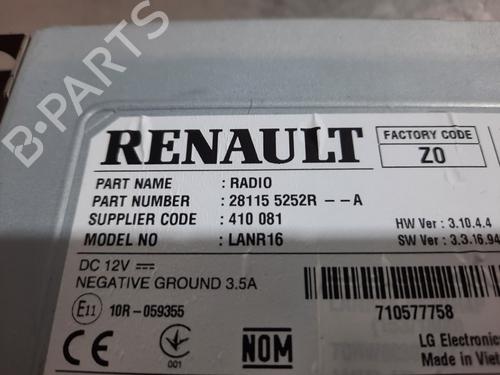 B-PARTS
RENAULT
FACTORY CODE
Z0
PART NAME : RADIO
PART NUMBER : 28115 5252R --A
SUPPLIER CODE : 410 081
MODEL NO : LANR16
HW Ver : 3.10.4.4
SW Ver : 3.3.16.94
DC 12V
NEGATIVE GROUND 3.5A
E11 10R-059355
001
CE
NOM
710577758
LG Electronics
Made in Viet